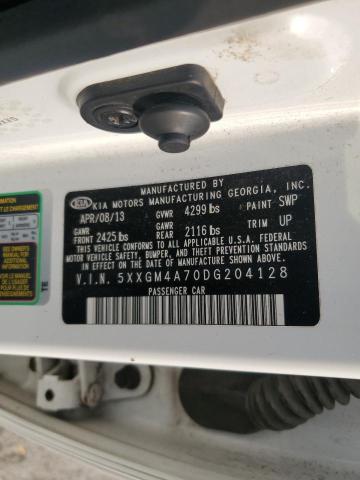 MANUFACTURED BY
KIA KIA MOTORS MANUFACTURING GEORGIA, INC.
APR/08/13 GVWR 4299 lbs PAINT SWP
GAWR FRONT 2425 lbs GAWR REAR 2116 lbs TRIM UP
THIS VEHICLE CONFORMS TO ALL APPLICABLE U.S. FEDERAL
MOTOR VEHICLE SAFETY, BUMPER, AND THEFT PREVENTION STANDARDS
IN EFFECT ON THE DATE OF MANUFACTURE SHOWN ABOVE.
V.I.N. 5XXGM4A70DG204128
PASSENGER CAR
TE